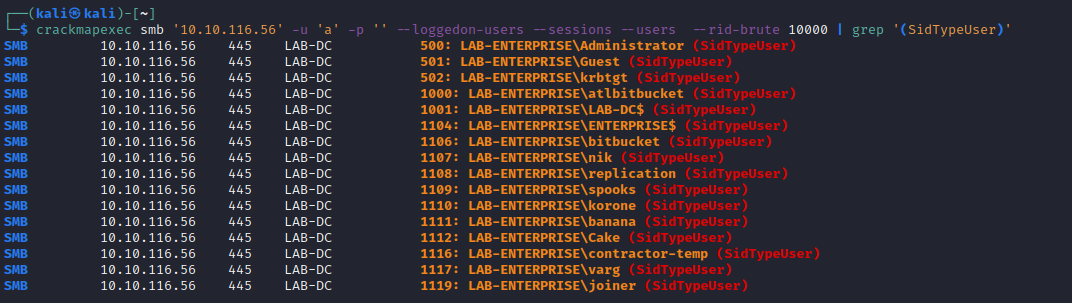 ┌──(kali㉿kali)-[~]
└─$ crackmapexec smb '10.10.116.56' -u 'a' -p '' --loggedon-users --sessions --users  --rid-brute 10000 | grep '(SidTypeUser)'
SMB 10.10.116.56 445 LAB-DC 500: LAB-ENTERPRISE\Administrator (SidTypeUser)
SMB 10.10.116.56 445 LAB-DC 501: LAB-ENTERPRISE\Guest (SidTypeUser)
SMB 10.10.116.56 445 LAB-DC 502: LAB-ENTERPRISE\krbtgt (SidTypeUser)
SMB 10.10.116.56 445 LAB-DC 1000: LAB-ENTERPRISE\atlbitbucket (SidTypeUser)
SMB 10.10.116.56 445 LAB-DC 1001: LAB-ENTERPRISE\LAB-DC$ (SidTypeUser)
SMB 10.10.116.56 445 LAB-DC 1104: LAB-ENTERPRISE\ENTERPRISE$ (SidTypeUser)
SMB 10.10.116.56 445 LAB-DC 1106: LAB-ENTERPRISE\bitbucket (SidTypeUser)
SMB 10.10.116.56 445 LAB-DC 1107: LAB-ENTERPRISE\nik (SidTypeUser)
SMB 10.10.116.56 445 LAB-DC 1108: LAB-ENTERPRISE\replication (SidTypeUser)
SMB 10.10.116.56 445 LAB-DC 1109: LAB-ENTERPRISE\spooks (SidTypeUser)
SMB 10.10.116.56 445 LAB-DC 1110: LAB-ENTERPRISE\korone (SidTypeUser)
SMB 10.10.116.56 445 LAB-DC 1111: LAB-ENTERPRISE\banana (SidTypeUser)
SMB 10.10.116.56 445 LAB-DC 1112: LAB-ENTERPRISE\Cake (SidTypeUser)
SMB 10.10.116.56 445 LAB-DC 1116: LAB-ENTERPRISE\contractor-temp (SidTypeUser)
SMB 10.10.116.56 445 LAB-DC 1117: LAB-ENTERPRISE\varg (SidTypeUser)
SMB 10.10.116.56 445 LAB-DC 1119: LAB-ENTERPRISE\joiner (SidTypeUser)